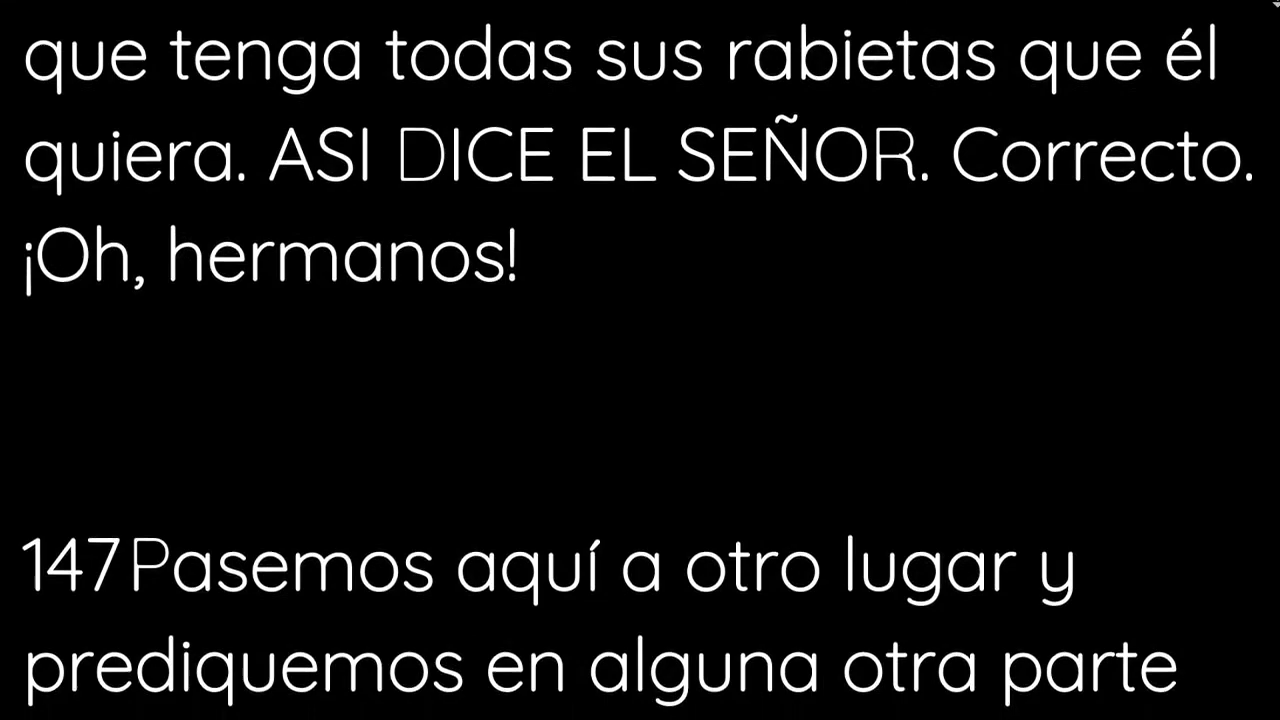 que tenga todas sus rabietas que él
quiera. ASI DICE EL SEÑOR. Correcto.
¡Oh, hermanos!
147Pasemos aquí a otro lugar y
prediquemos en alguna otra parte